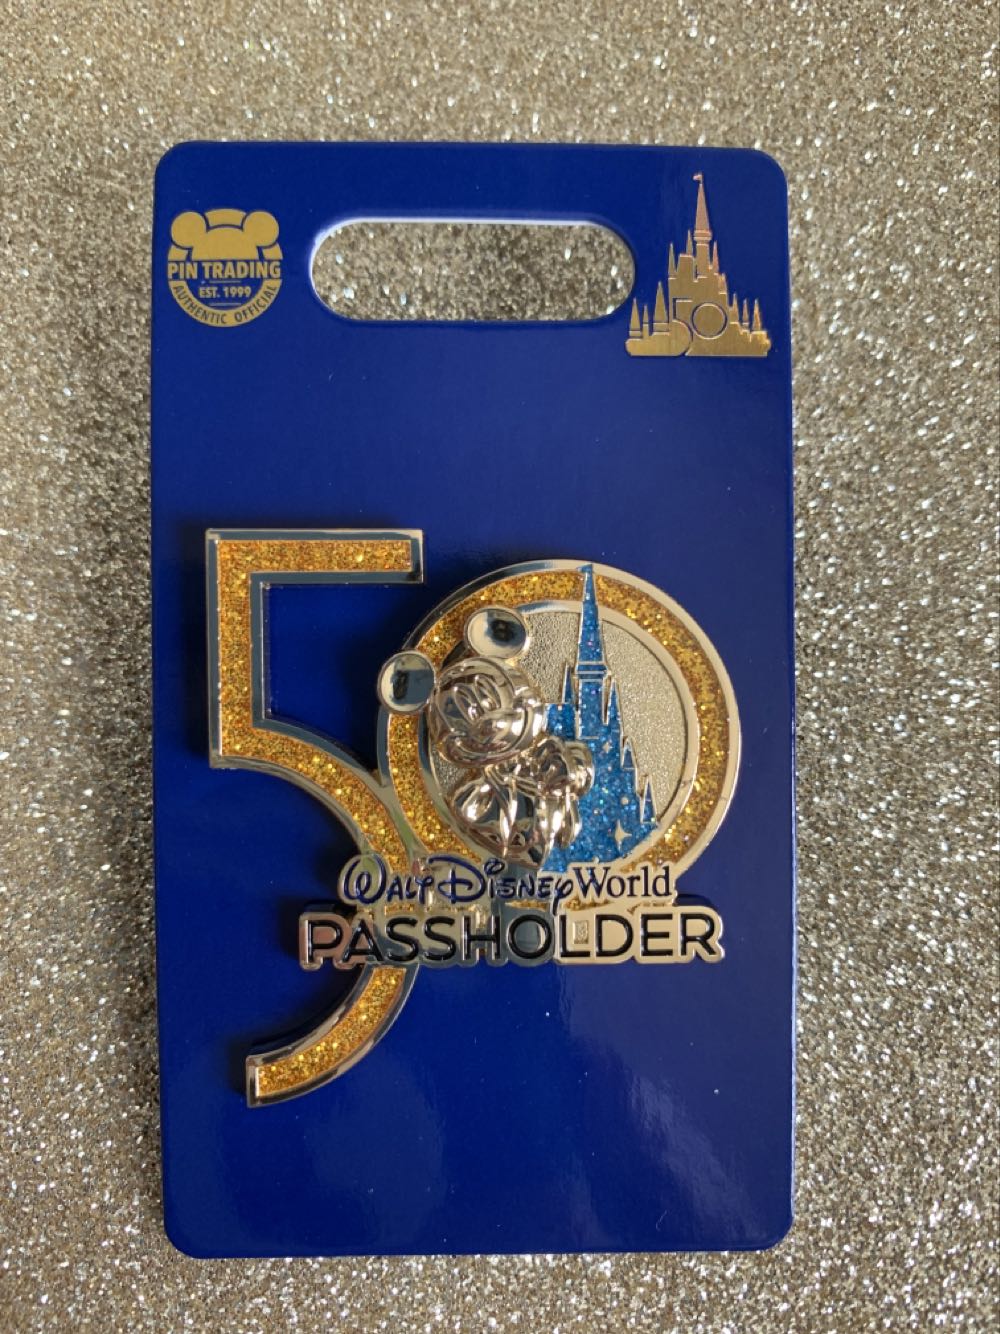 PIN TRADING
EST. 1999
AUTHENTIC OFFICIAL
50
50
WALT DISNEY World
PASSHOLDER